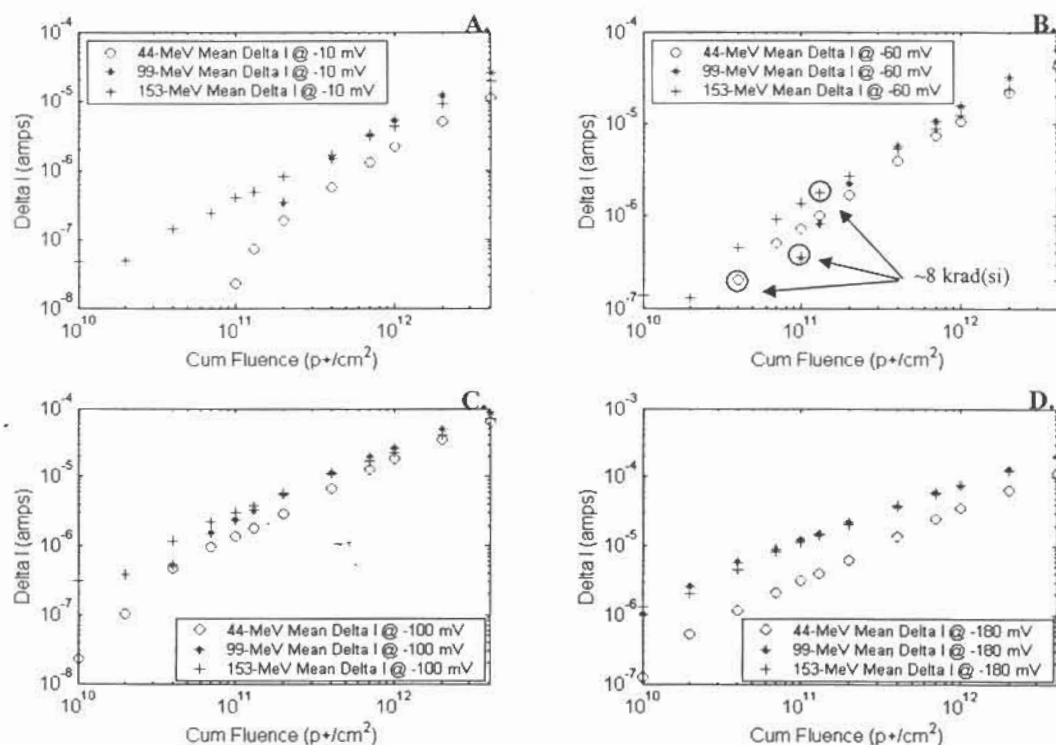 A.
10^-4
44-MeV Mean Delta I @ -10 mV
99-MeV Mean Delta I @ -10 mV
153-MeV Mean Delta I @ -10 mV
10^-5
10^-6
10^-7
10^-8
Delta I (amps)
10^10
10^11
10^12
Cum Fluence (p+/cm^2)
B.
10^-4
44-MeV Mean Delta I @ -60 mV
99-MeV Mean Delta I @ -60 mV
153-MeV Mean Delta I @ -60 mV
10^-5
10^-6
10^-7
Delta I (amps)
~8 krad(si)
10^10
10^11
10^12
Cum Fluence (p+/cm^2)
C.
10^-4
10^-5
10^-6
10^-7
10^-8
Delta I (amps)
44-MeV Mean Delta I @ -100 mV
99-MeV Mean Delta I @ -100 mV
153-MeV Mean Delta I @ -100 mV
10^10
10^11
10^12
Cum Fluence (p+/cm^2)
D.
10^-3
10^-4
10^-5
10^-6
10^-7
Delta I (amps)
44-MeV Mean Delta I @ -180 mV
99-MeV Mean Delta I @ -180 mV
153-MeV Mean Delta I @ -180 mV
10^10
10^11
10^12
Cum Fluence (p+/cm^2)